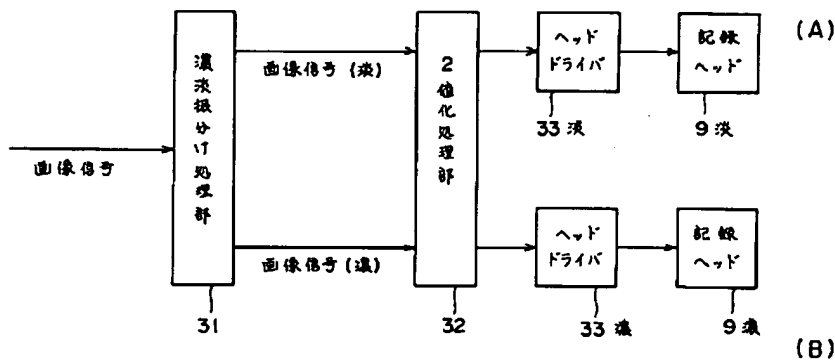 (A)
画像信号
濃淡振分け処理部
31
画像信号(淡)
画像信号(濃)
2値化処理部
32
ヘッド
ドライバ
33淡
記録
ヘッド
9淡
ヘッド
ドライバ
33濃
記録
ヘッド
9濃
(B)